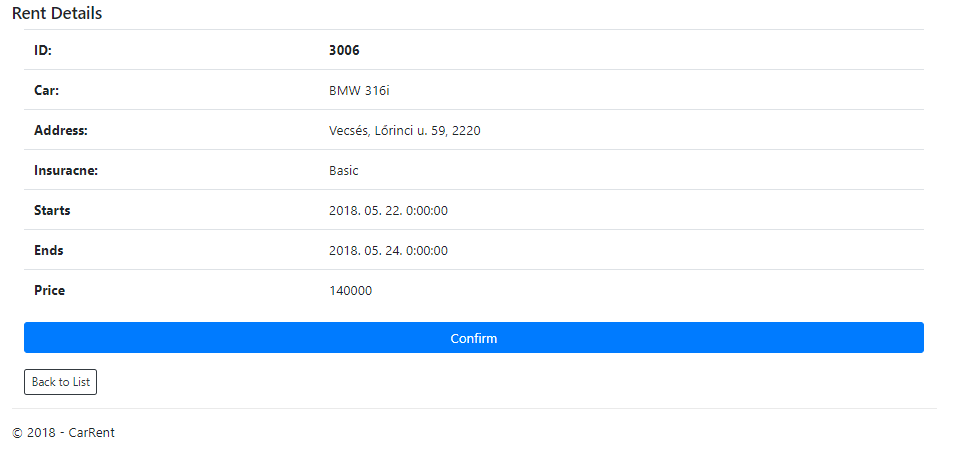 Rent Details
ID: 3006
Car: BMW 316i
Address: Vecsés, Lőrinci u. 59, 2220
Insuracne: Basic
Starts 2018. 05. 22. 0:00:00
Ends 2018. 05. 24. 0:00:00
Price 140000
Confirm
Back to List
© 2018 - CarRent